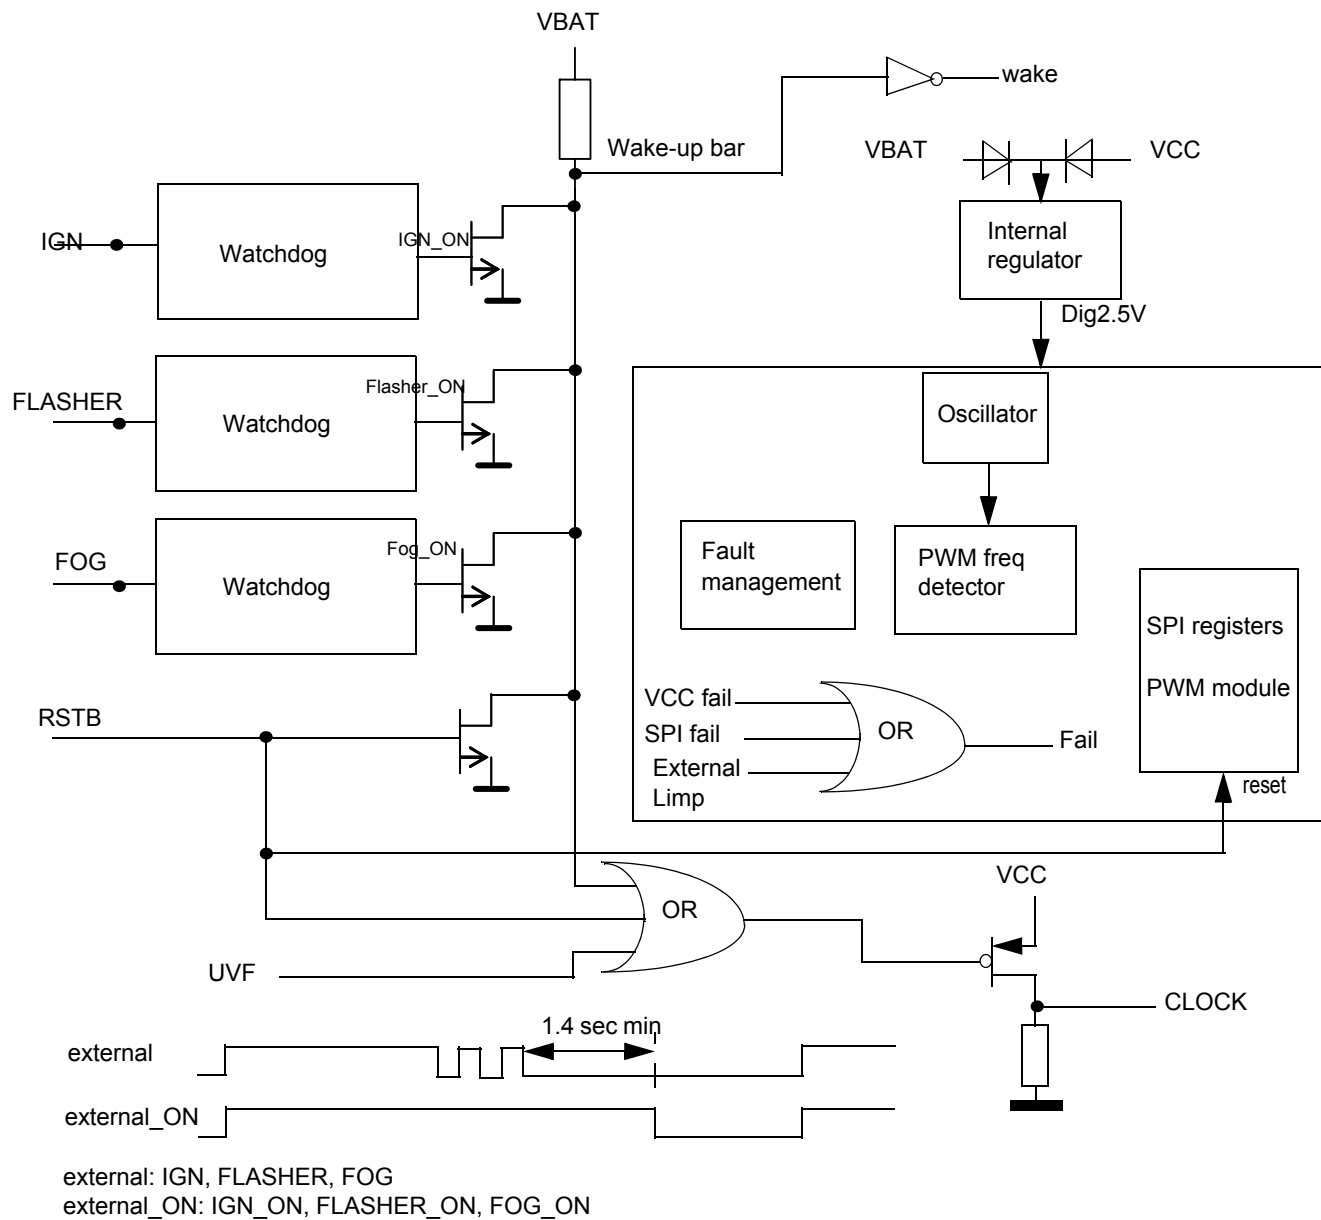 VBAT
wake
Wake-up bar
VBAT
VCC
IGN
Watchdog
IGN_ON
Internal
regulator
Dig2.5V
FLASHER
Watchdog
Flasher_ON
Oscillator
FOG
Watchdog
Fog_ON
Fault
management
PWM freq
detector
SPI registers
PWM module
RSTB
VCC fail
SPI fail
External
Limp
OR
Fail
reset
OR
VCC
UVF
CLOCK
1.4 sec min
external
external_ON
external: IGN, FLASHER, FOG
external_ON: IGN_ON, FLASHER_ON, FOG_ON